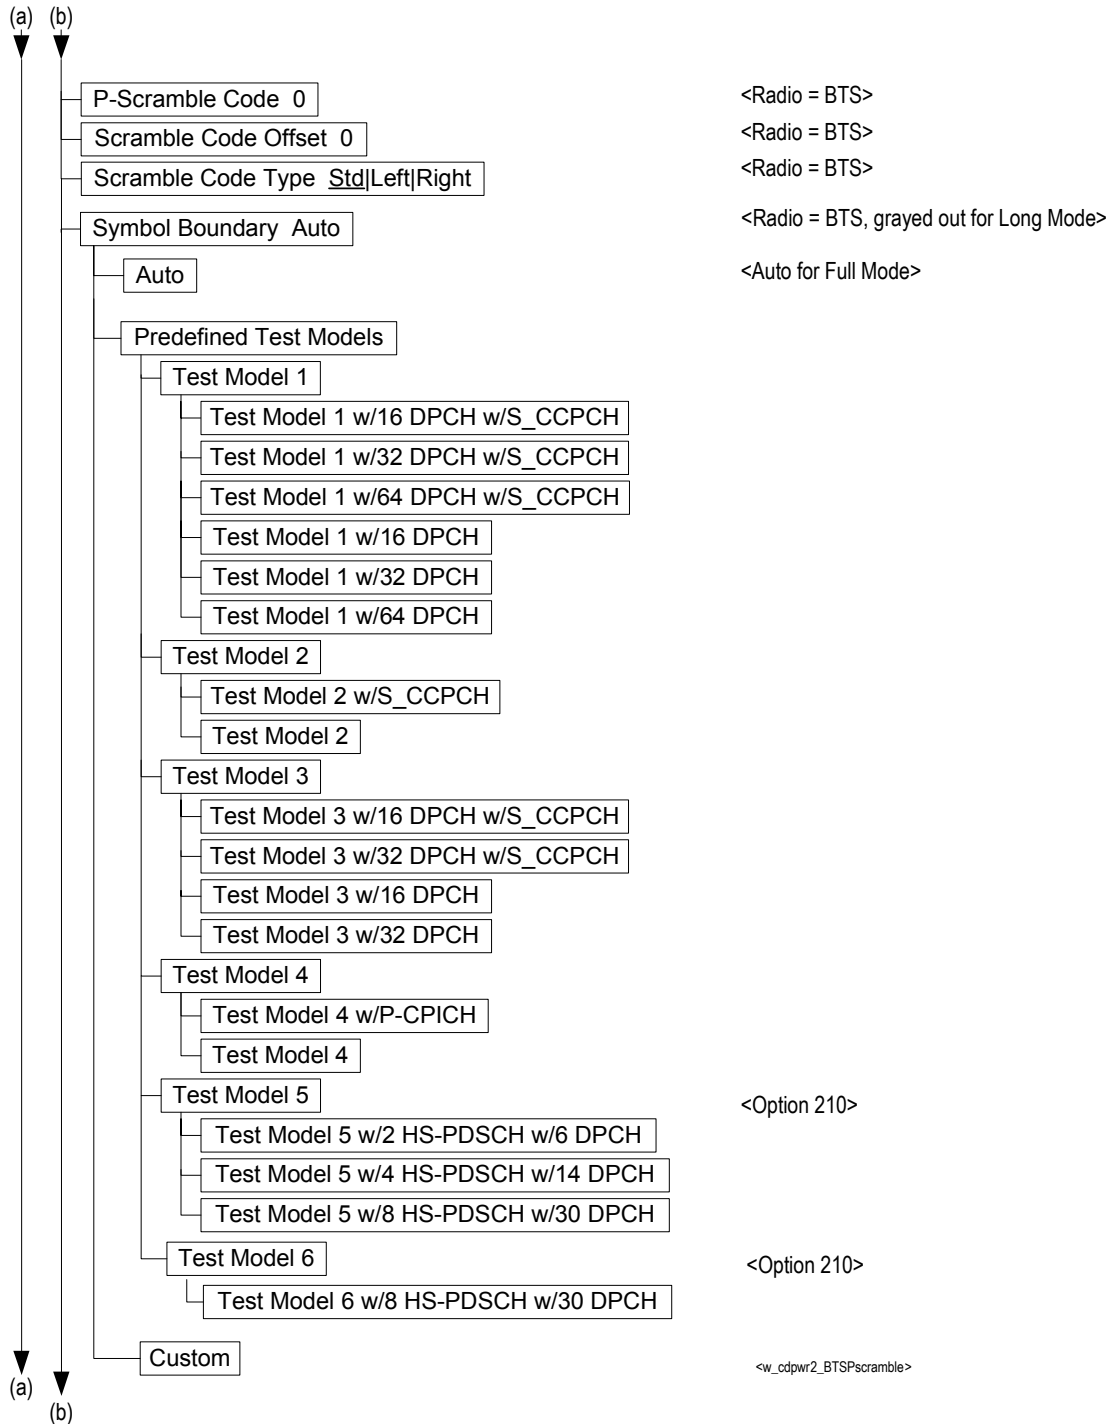 (a) (b)
P-Scramble Code 0 <Radio = BTS>
Scramble Code Offset 0 <Radio = BTS>
Scramble Code Type Std|Left|Right <Radio = BTS>
Symbol Boundary Auto <Radio = BTS, grayed out for Long Mode>
Auto <Auto for Full Mode>
Predefined Test Models
Test Model 1
Test Model 1 w/16 DPCH w/S_CCPCH
Test Model 1 w/32 DPCH w/S_CCPCH
Test Model 1 w/64 DPCH w/S_CCPCH
Test Model 1 w/16 DPCH
Test Model 1 w/32 DPCH
Test Model 1 w/64 DPCH
Test Model 2
Test Model 2 w/S_CCPCH
Test Model 2
Test Model 3
Test Model 3 w/16 DPCH w/S_CCPCH
Test Model 3 w/32 DPCH w/S_CCPCH
Test Model 3 w/16 DPCH
Test Model 3 w/32 DPCH
Test Model 4
Test Model 4 w/P-CPICH
Test Model 4
Test Model 5 <Option 210>
Test Model 5 w/2 HS-PDSCH w/6 DPCH
Test Model 5 w/4 HS-PDSCH w/14 DPCH
Test Model 5 w/8 HS-PDSCH w/30 DPCH
Test Model 6 <Option 210>
Test Model 6 w/8 HS-PDSCH w/30 DPCH
Custom <w_cdpwr2_BTSPscramble>
(a)
(b)